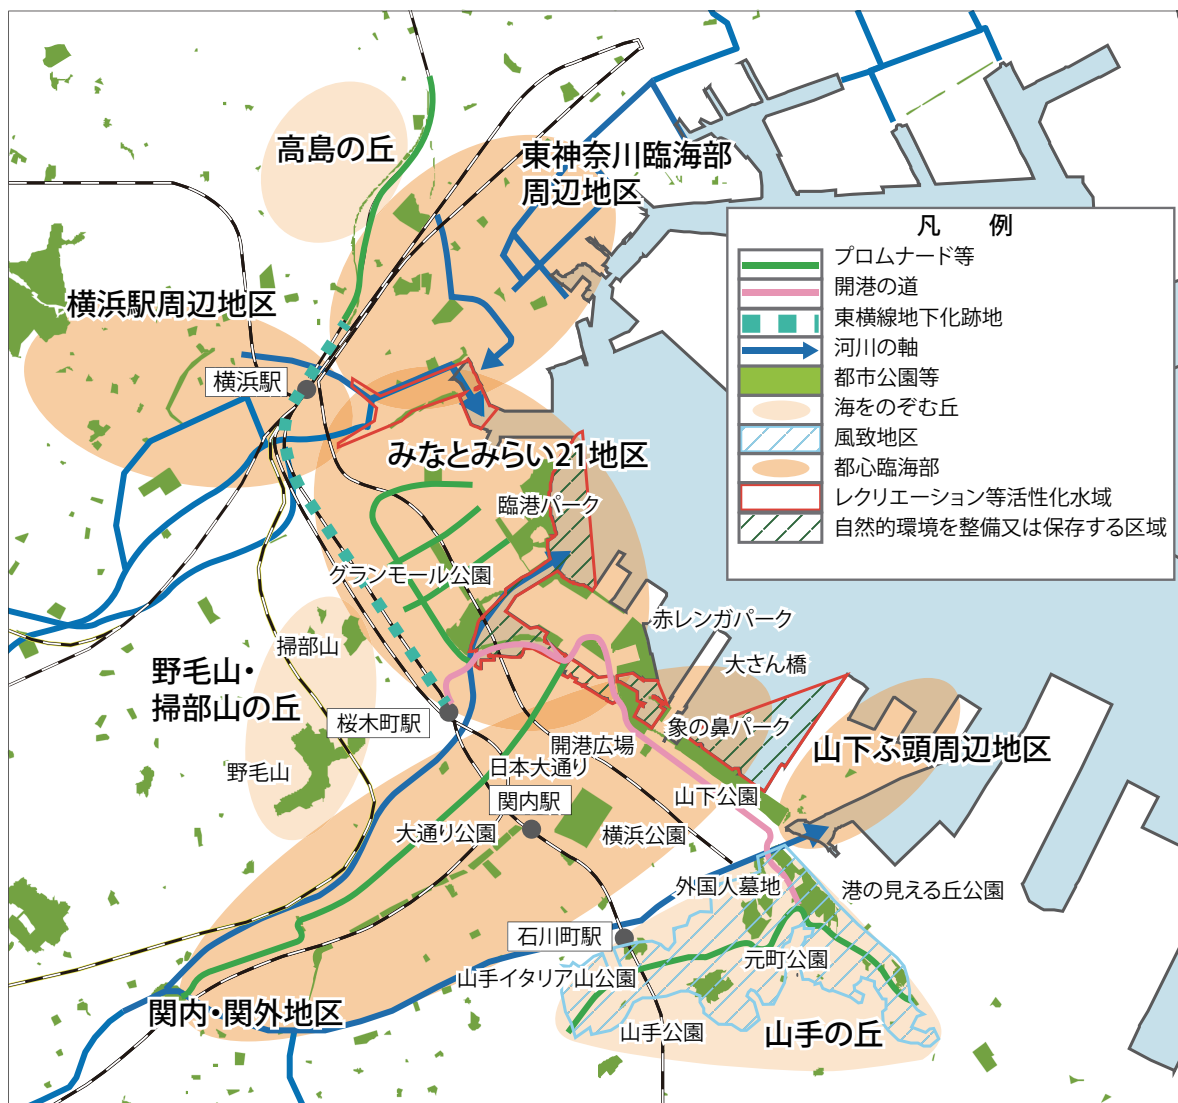 高島の丘
東神奈川臨海部
周辺地区
凡　例
プロムナード等
開港の道
東横線地下化跡地
河川の軸
都市公園等
海をのぞむ丘
風致地区
都心臨海部
レクリエーション等活性化水域
自然的環境を整備又は保存する区域
横浜駅周辺地区
横浜駅
みなとみらい21地区
臨港パーク
グランモール公園
赤レンガパーク
掃部山
大さん橋
野毛山・
掃部山の丘
桜木町駅
象の鼻パーク
開港広場
山下ふ頭周辺地区
日本大通り
野毛山
山下公園
関内駅
大通り公園
横浜公園
外国人墓地
港の見える丘公園
石川町駅
元町公園
山手イタリア山公園
関内・関外地区
山手公園
山手の丘